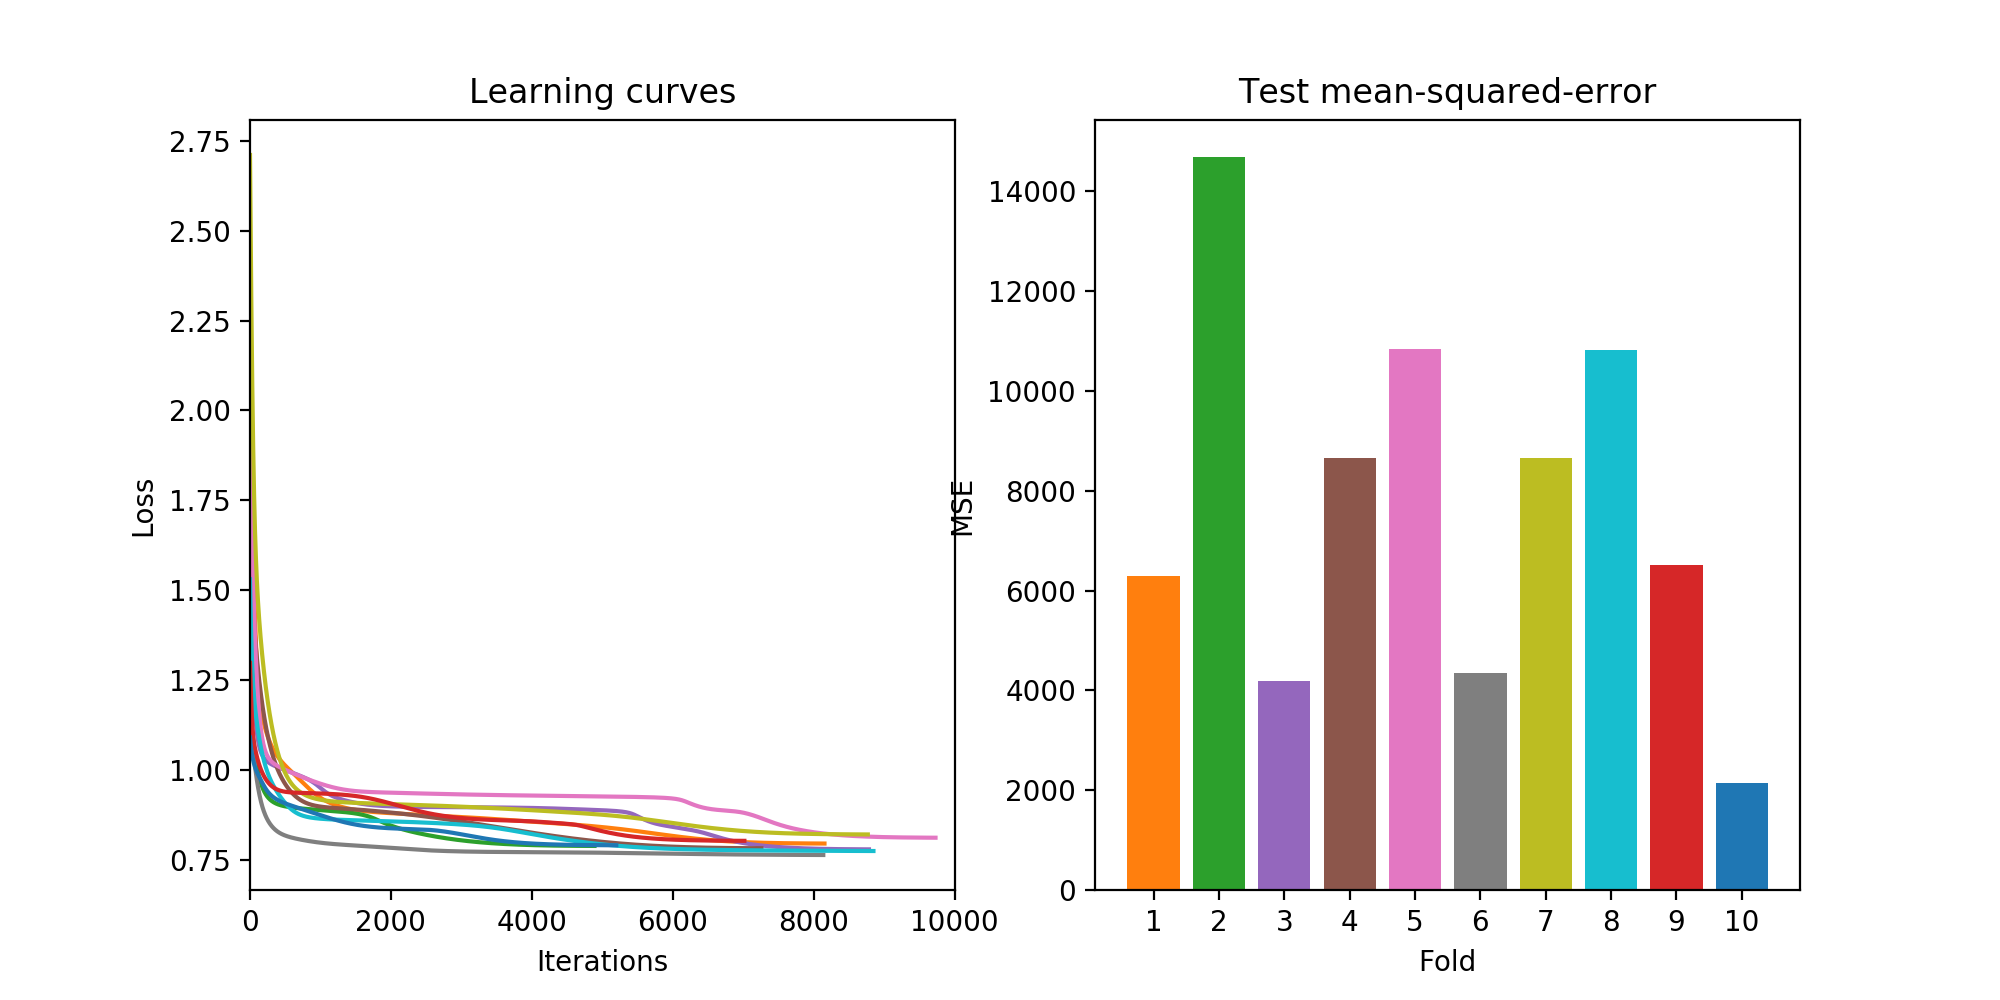 Learning curves
2.75
2.50
2.25
2.00
1.75
1.50
1.25
1.00
0.75
Loss
0 2000 4000 6000 8000 10000
Iterations
Test mean-squared-error
14000
12000
10000
8000
6000
4000
2000
0
MSE
1 2 3 4 5 6 7 8 9 10
Fold